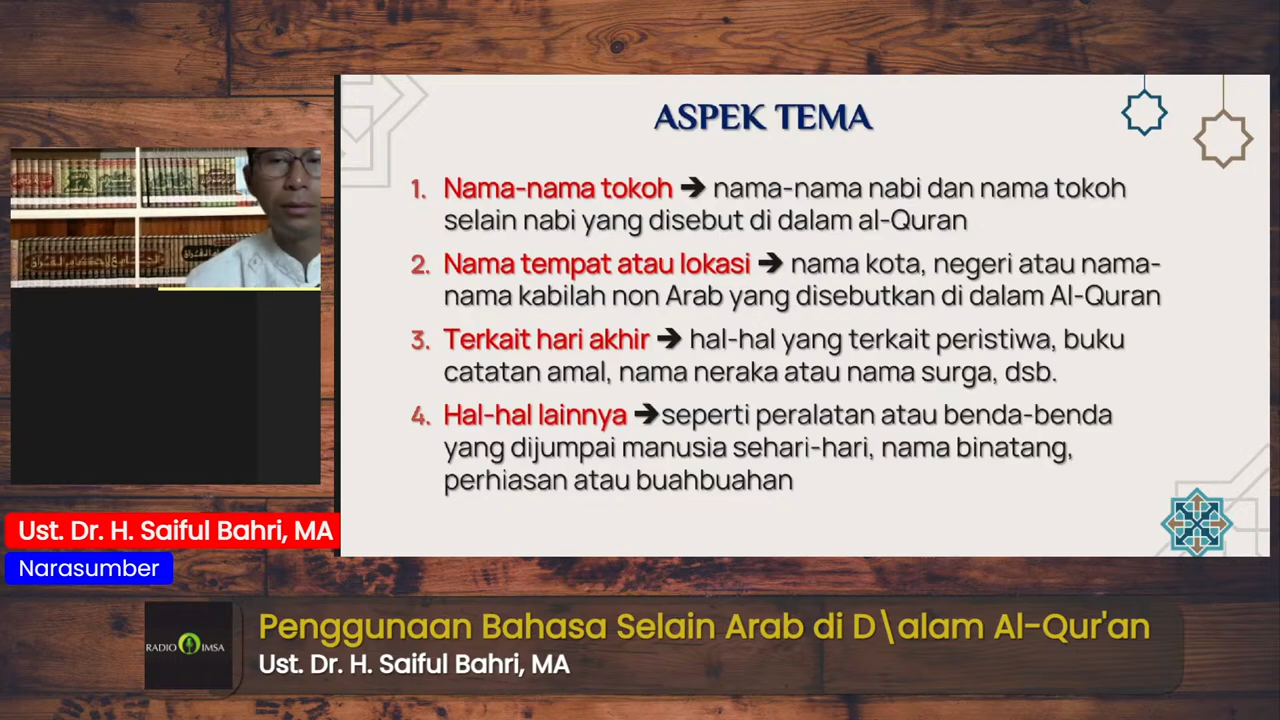 ASPEK TEMA
1. Nama-nama tokoh ➔ nama-nama nabi dan nama tokoh
selain nabi yang disebut di dalam al-Quran
2. Nama tempat atau lokasi ➔ nama kota, negeri atau nama-
nama kabilah non Arab yang disebutkan di dalam Al-Quran
3. Terkait hari akhir ➔ hal-hal yang terkait peristiwa, buku
catatan amal, nama neraka atau nama surga, dsb.
4. Hal-hal lainnya ➔seperti peralatan atau benda-benda
yang dijumpai manusia sehari-hari, nama binatang,
perhiasan atau buahbuahan
Ust. Dr. H. Saiful Bahri, MA
Narasumber
RADIO IMSA
Penggunaan Bahasa Selain Arab di D\alam Al-Qur'an
Ust. Dr. H. Saiful Bahri, MA